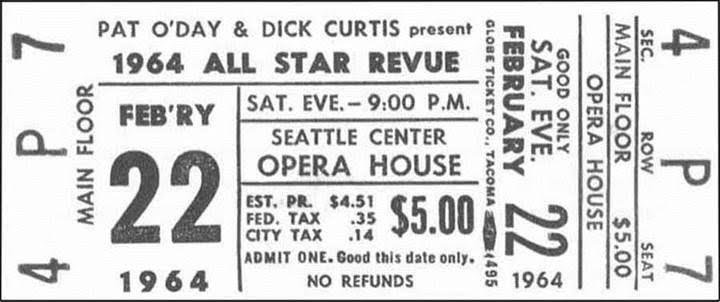 4 P 7
MAIN FLOOR
PAT O'DAY & DICK CURTIS present
1964 ALL STAR REVUE
FEB'RY
22
1964
SAT. EVE. – 9:00 P.M.
SEATTLE CENTER
OPERA HOUSE
EST. PR. $4.51
FED. TAX .35
CITY TAX .14
$5.00
ADMIT ONE. Good this date only.
NO REFUNDS
GLOBE TICKET CO., TACOMA 495
FEBRUARY 22
SAT. EVE.
GOOD ONLY
1964
OPERA HOUSE
MAIN FLOOR $5.00
SEC. ROW SEAT
4 P 7